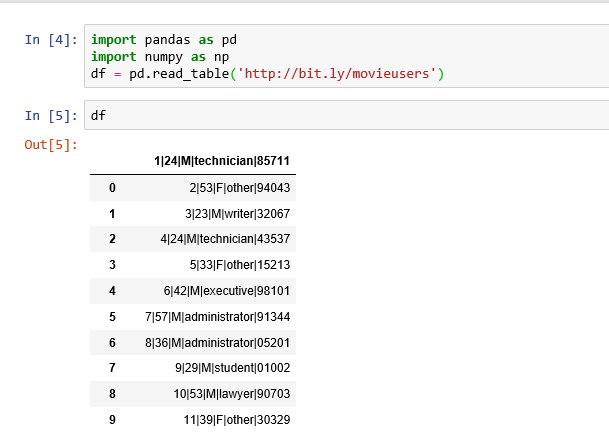 In [4]: import pandas as pd
import numpy as np
df = pd.read_table('http://bit.ly/movieusers')
In [5]: df
Out[5]:
1|24|M|technician|85711
0 2|53|F|other|94043
1 3|23|M|writer|32067
2 4|24|M|technician|43537
3 5|33|F|other|15213
4 6|42|M|executive|98101
5 7|57|M|administrator|91344
6 8|36|M|administrator|05201
7 9|29|M|student|01002
8 10|53|M|lawyer|90703
9 11|39|F|other|30329